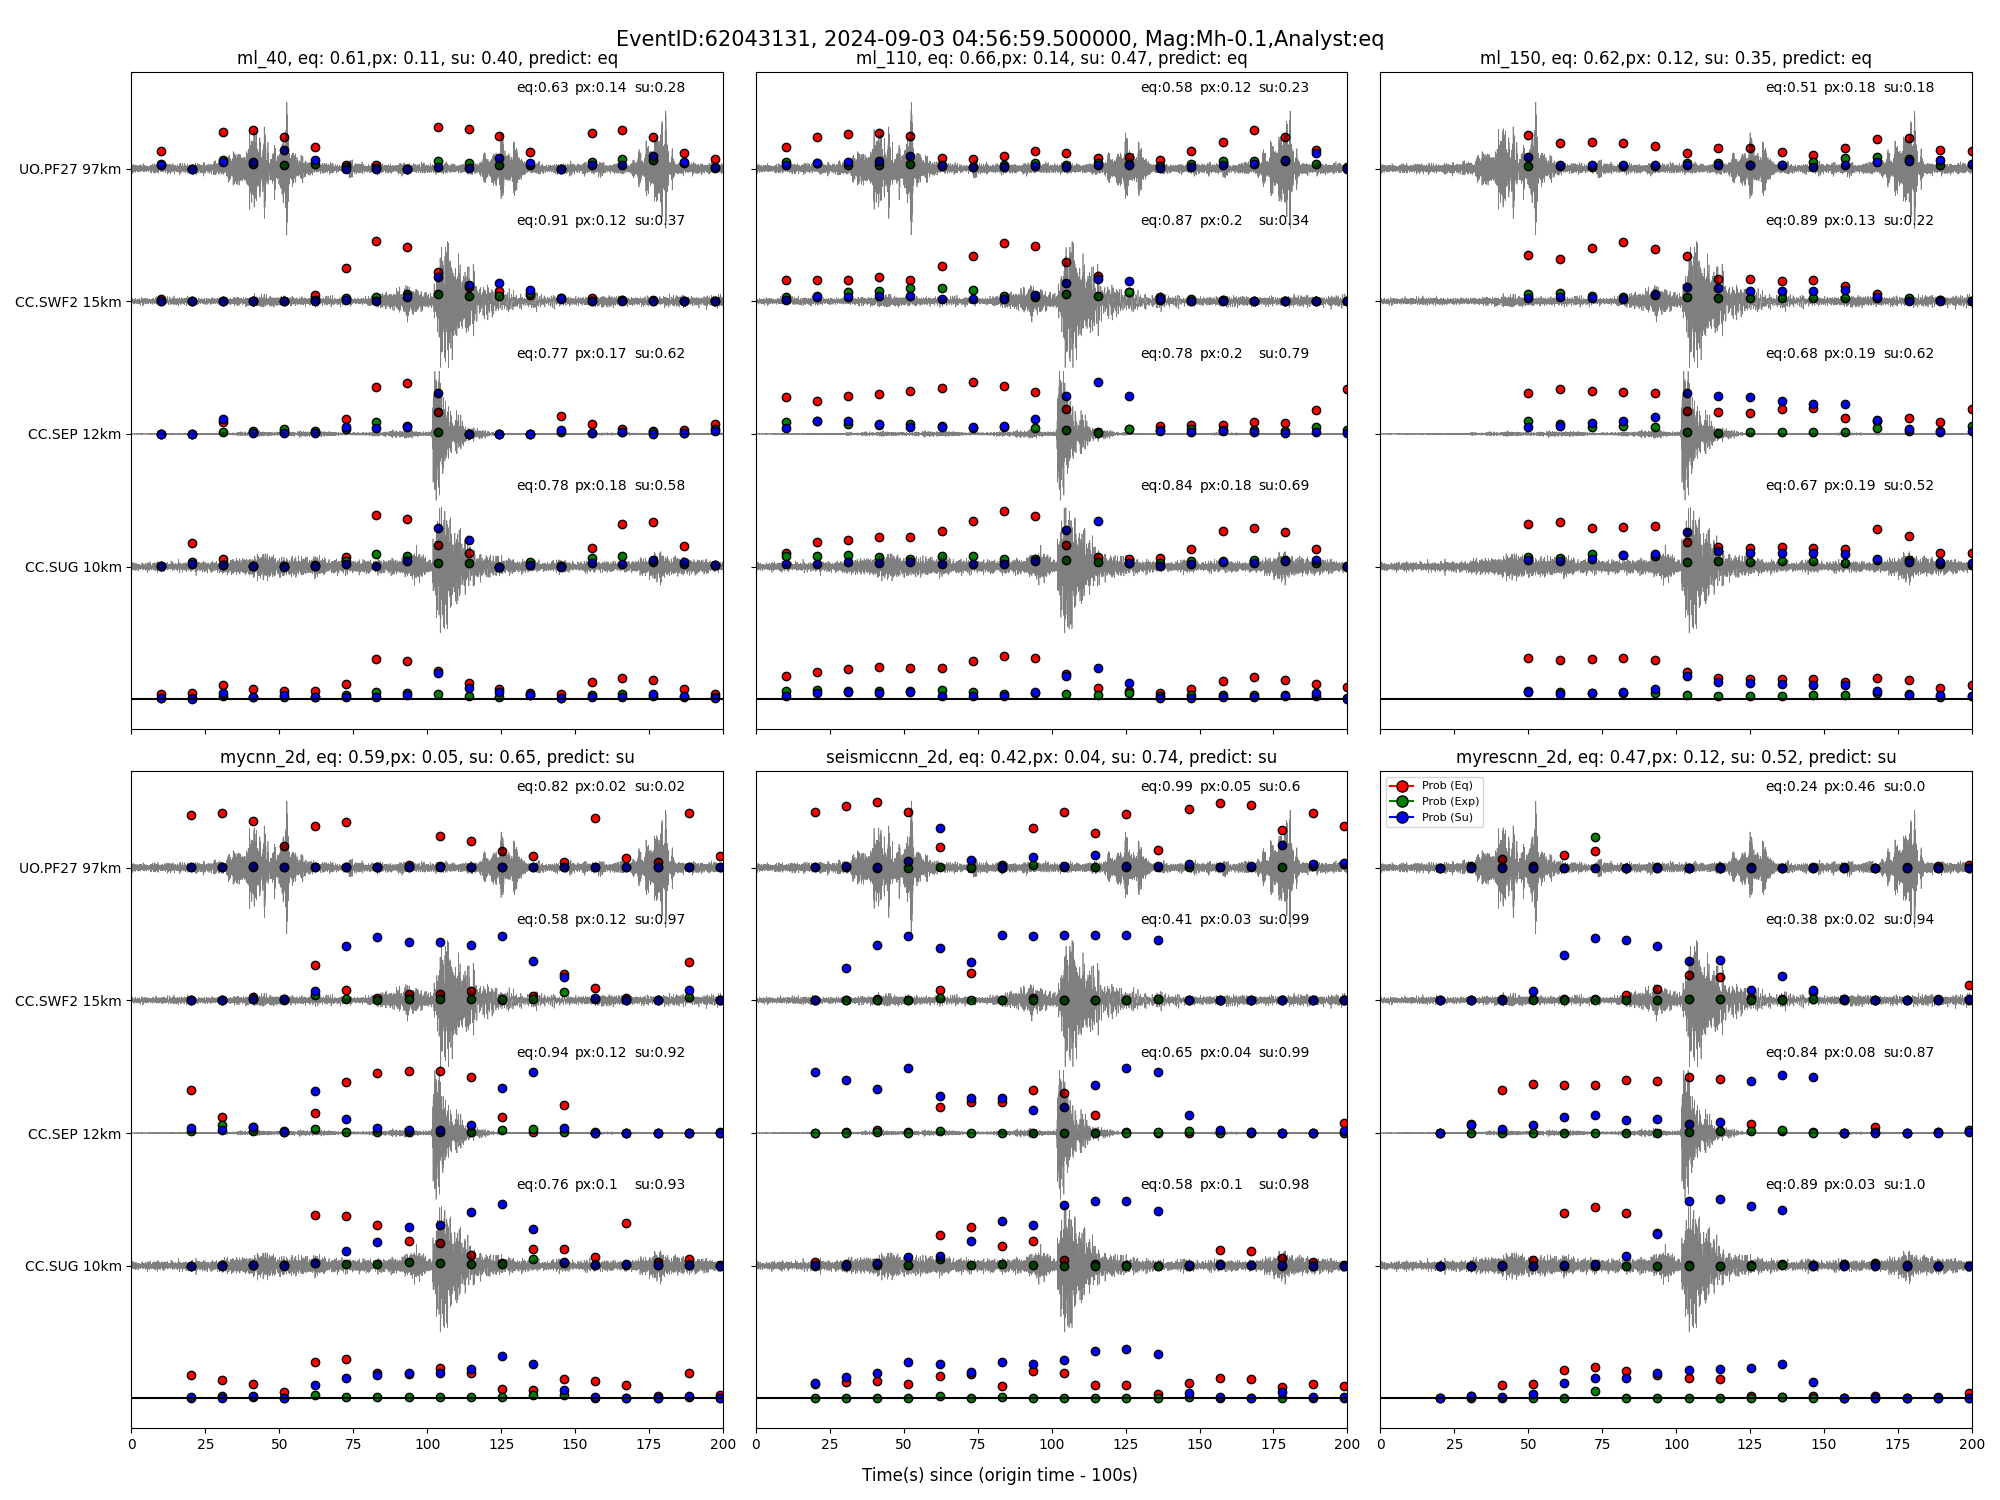 EventID:62043131, 2024-09-03 04:56:59.500000, Mag:Mh-0.1,Analyst:eq
ml_40, eq: 0.61,px: 0.11, su: 0.40, predict: eq
eq:0.63 px:0.14 su:0.28
UO.PF27 97km
eq:0.91 px:0.12 su:0.37
CC.SWF2 15km
eq:0.77 px:0.17 su:0.62
CC.SEP 12km
eq:0.78 px:0.18 su:0.58
CC.SUG 10km
ml_110, eq: 0.66,px: 0.14, su: 0.47, predict: eq
eq:0.58 px:0.12 su:0.23
eq:0.87 px:0.2 su:0.34
eq:0.78 px:0.2 su:0.79
eq:0.84 px:0.18 su:0.69
ml_150, eq: 0.62,px: 0.12, su: 0.35, predict: eq
eq:0.51 px:0.18 su:0.18
eq:0.89 px:0.13 su:0.22
eq:0.68 px:0.19 su:0.62
eq:0.67 px:0.19 su:0.52
mycnn_2d, eq: 0.59,px: 0.05, su: 0.65, predict: su
eq:0.82 px:0.02 su:0.02
UO.PF27 97km
eq:0.58 px:0.12 su:0.97
CC.SWF2 15km
eq:0.94 px:0.12 su:0.92
CC.SEP 12km
eq:0.76 px:0.1 su:0.93
CC.SUG 10km
0 25 50 75 100 125 150 175 200
seismiccnn_2d, eq: 0.42,px: 0.04, su: 0.74, predict: su
eq:0.99 px:0.05 su:0.6
eq:0.41 px:0.03 su:0.99
eq:0.65 px:0.04 su:0.99
eq:0.58 px:0.1 su:0.98
0 25 50 75 100 125 150 175 200
myrescnn_2d, eq: 0.47,px: 0.12, su: 0.52, predict: su
Prob (Eq)
Prob (Exp)
Prob (Su)
eq:0.24 px:0.46 su:0.0
eq:0.38 px:0.02 su:0.94
eq:0.84 px:0.08 su:0.87
eq:0.89 px:0.03 su:1.0
0 25 50 75 100 125 150 175 200
Time(s) since (origin time - 100s)